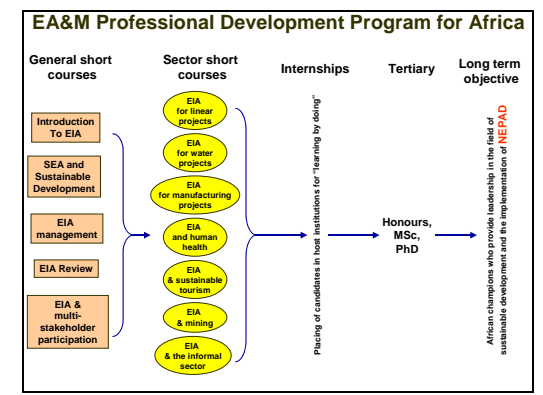 EA&M Professional Development Program for Africa
General short
courses
Sector short
courses
Internships
Tertiary
Long term
objective
Introduction
To EIA
SEA and
Sustainable
Development
EIA
management
EIA Review
EIA &
multi-
stakeholder
participation
EIA
for linear
projects
EIA
for water
projects
EIA
for manufacturing
projects
EIA
and human
health
EIA
& sustainable
tourism
EIA
& mining
EIA
& the informal
sector
Placing of candidates in host institutions for "learning by doing"
Honours,
MSc,
PhD
African champions who provide leadership in the field of
sustainable development and the implementation of NEPAD